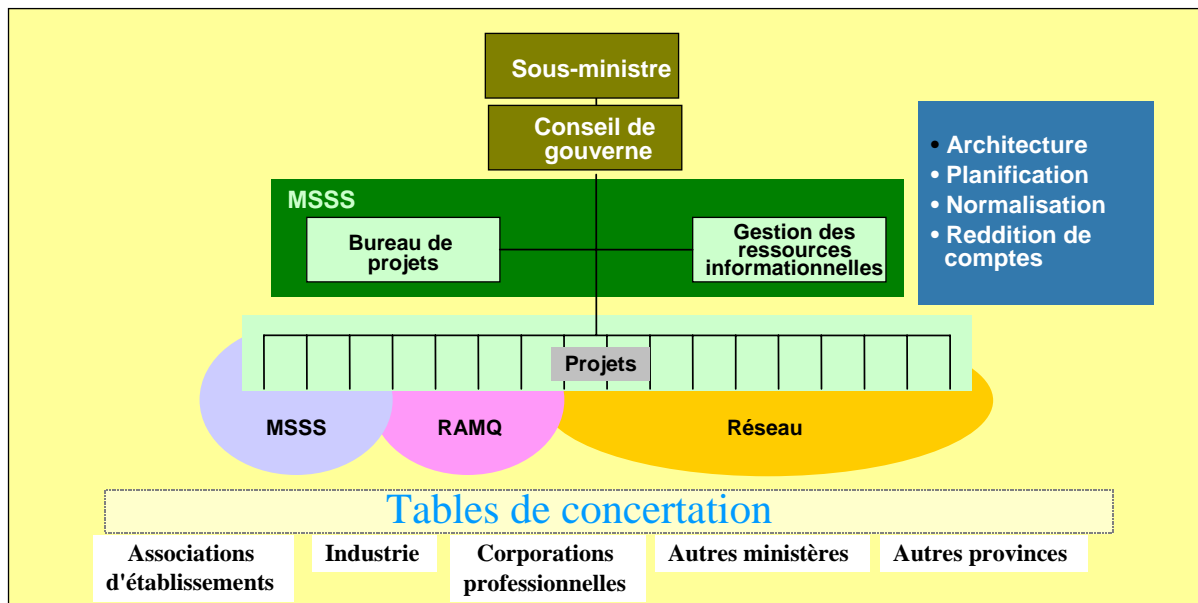 Sous-ministre
Conseil de
gouverne
• Architecture
• Planification
• Normalisation
• Reddition de
comptes
MSSS
Bureau de
projets
Gestion des
ressources
informationnelles
Projets
MSSS
RAMQ
Réseau
Tables de concertation
Associations
d'établissements
Industrie
Corporations
professionnelles
Autres ministères
Autres provinces